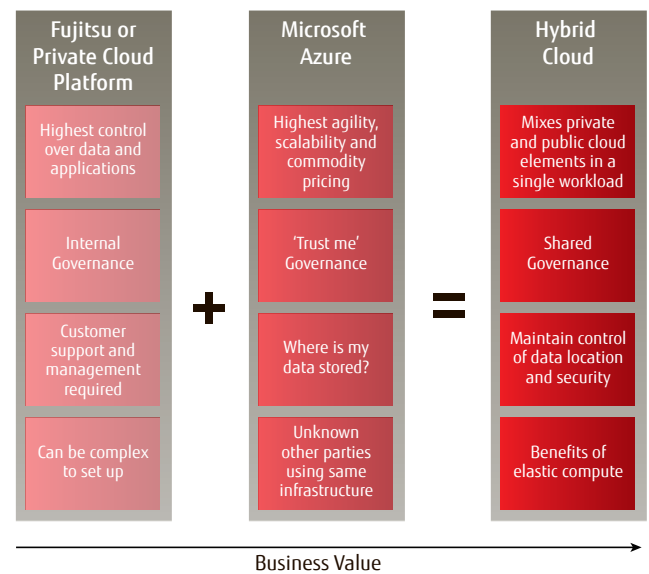 Fujitsu or
Private Cloud
Platform
Highest control
over data and
applications
Internal
Governance
Customer
support and
management
required
Can be complex
to set up
+
Microsoft
Azure
Highest agility,
scalability and
commodity
pricing
‘Trust me’
Governance
Where is my
data stored?
Unknown
other parties
using same
infrastructure
=
Hybrid
Cloud
Mixes private
and public cloud
elements in a
single workload
Shared
Governance
Maintain control
of data location
and security
Benefits of
elastic compute
Business Value